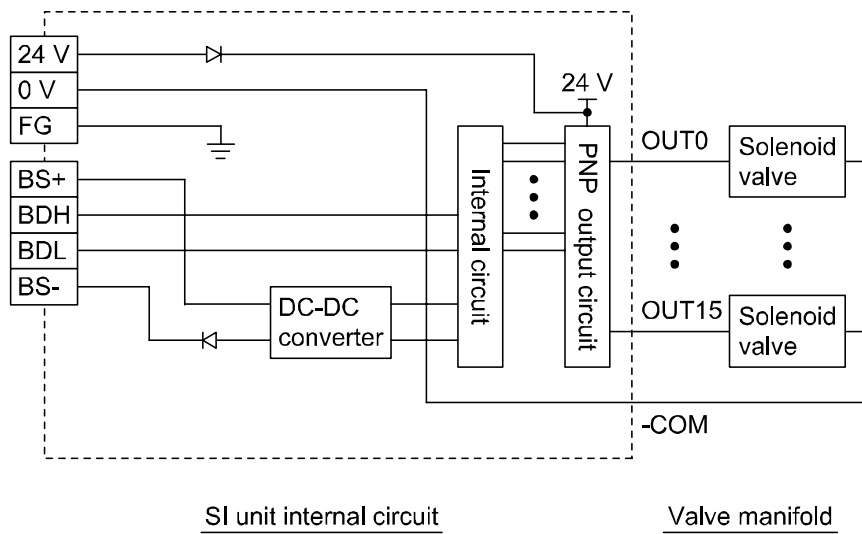 24 V
0 V
FG
BS+
BDH
BDL
BS-
DC-DC
converter
Internal circuit
24 V
PNP output circuit
OUT0
Solenoid
valve
OUT15
Solenoid
valve
-COM
SI unit internal circuit
Valve manifold